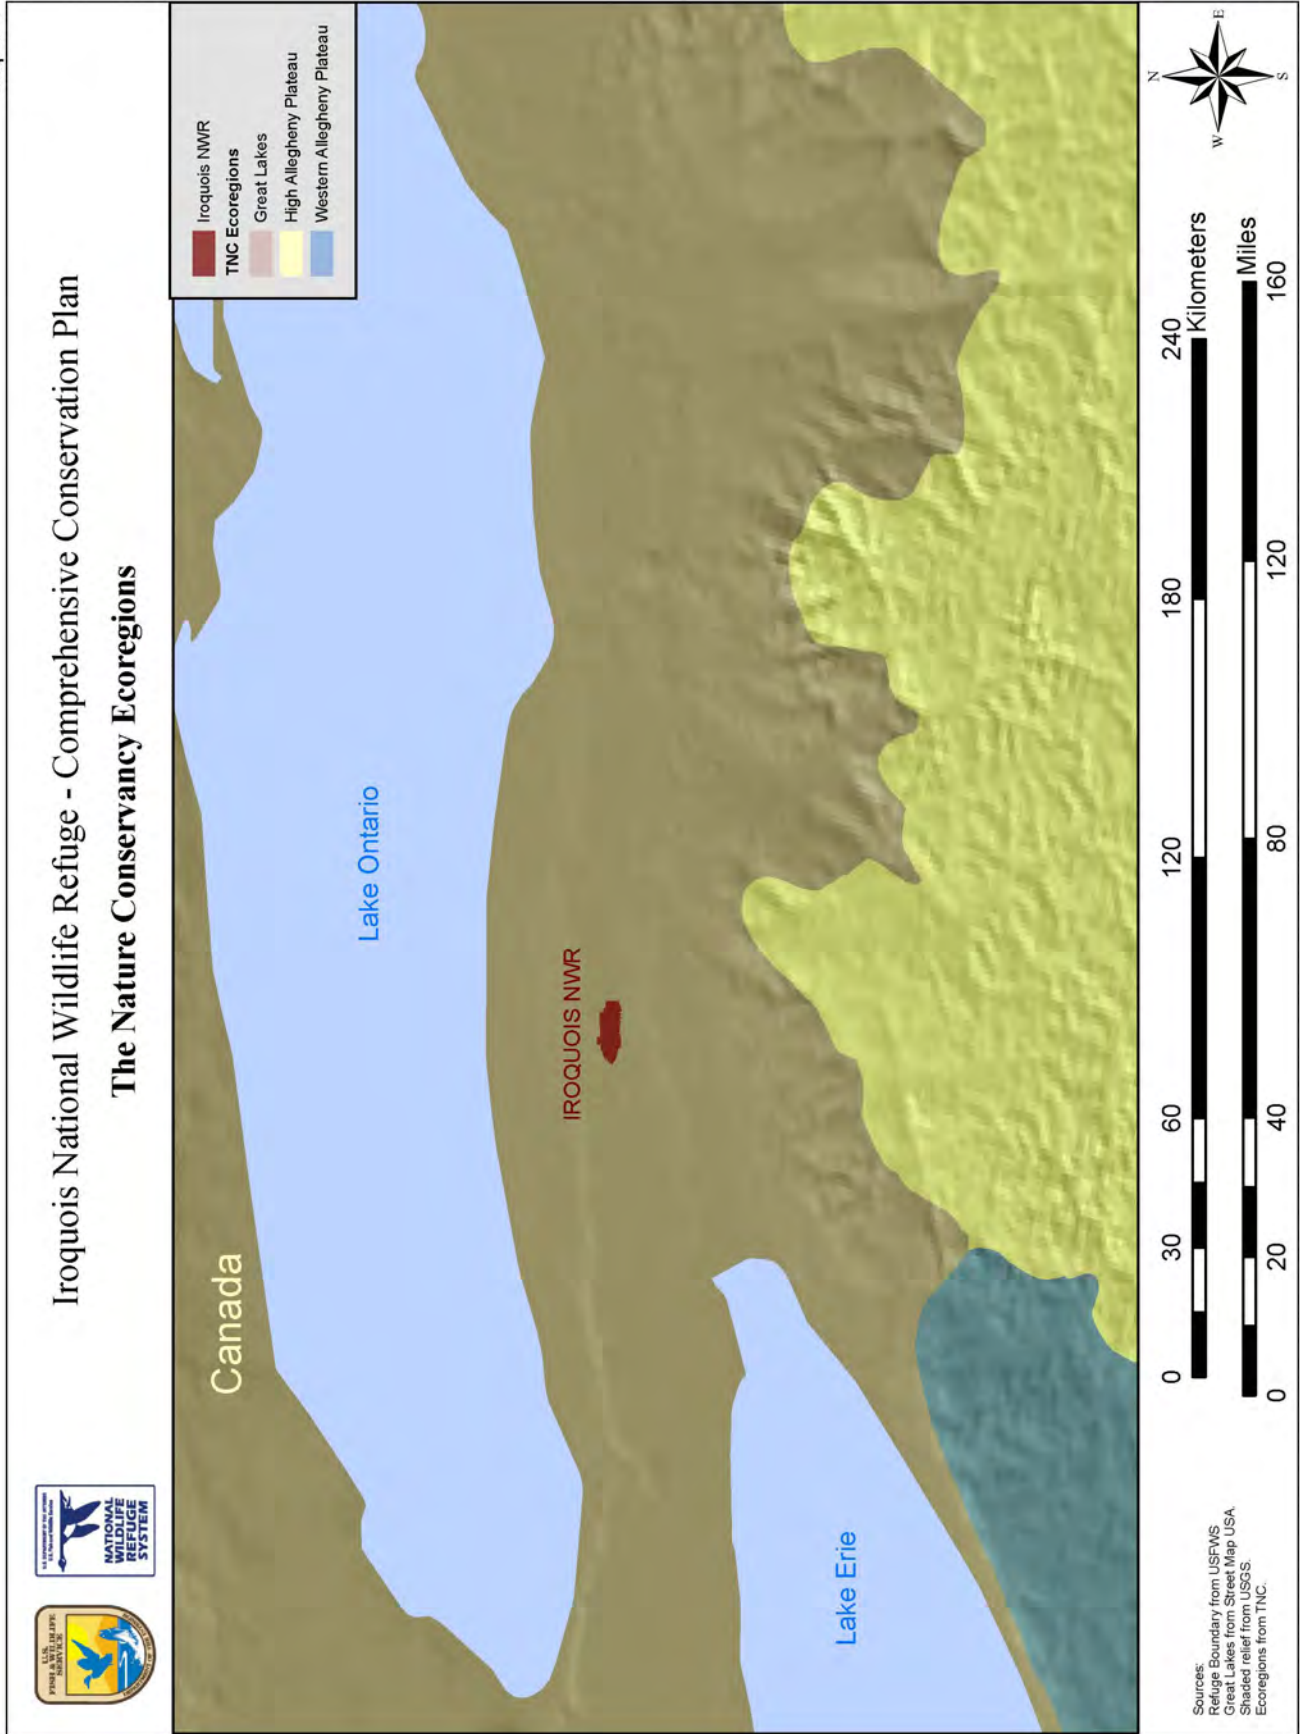 Iroquois National Wildlife Refuge - Comprehensive Conservation Plan
The Nature Conservancy Ecoregions
U.S.
FISH & WILDLIFE
SERVICE
NATIONAL
WILDLIFE
REFUGE
SYSTEM
Iroquois NWR
TNC Ecoregions
Great Lakes
High Allegheny Plateau
Western Allegheny Plateau
Canada
Lake Ontario
IROQUOIS NWR
Lake Erie
N
W
E
S
0 30 60 120 180 240
Kilometers
Miles
0 20 40 80 120 160
Sources:
Refuge Boundary from USFWS
Great Lakes from Street Map USA.
Shaded relief from USGS.
Ecoregions from TNC.